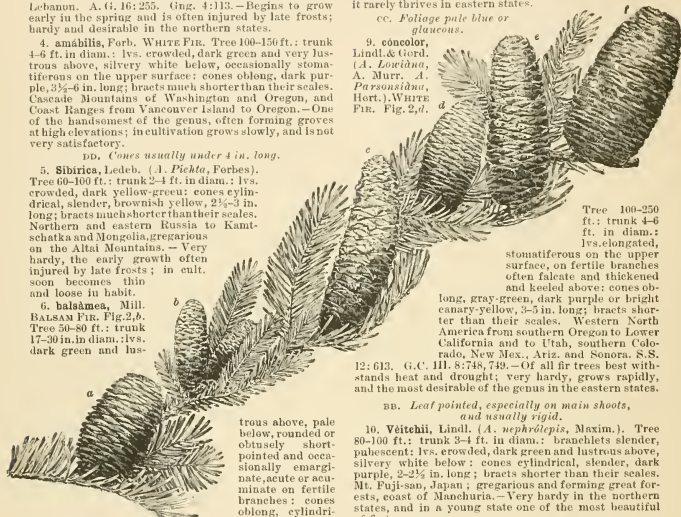 Lebanon. A. G. 16: 255. Gng. 4:113.—Begins to grow
early in the spring and is often injured by late frosts;
hardy and desirable in the northern states.
4. amábilis, Forb. WHITE FIR. Tree 100–150 ft.: trunk
4–6 ft. in diam.: lvs. crowded, dark green and very lus-
trous above, silvery white below, occasionally stoma-
tiferous on the upper surface: cones oblong, dark pur-
ple, 3½–6 in. long; bracts much shorter than their scales.
Cascade Mountains of Washington and Oregon, and
Coast Ranges from Vancouver Island to Oregon.—One
of the handsomest of the genus, often forming groves
at high elevations; in cultivation grows slowly, and is not
very satisfactory.
DD. Cones usually under 4 in. long.
5. Sibírica, Ledeb. (A. Pichta, Forbes).
Tree 60–100 ft.: trunk 2–4 ft. in diam.: lvs.
crowded, dark yellow-green: cones cylin-
drical, slender, brownish yellow, 2½–3 in.
long; bracts much shorter than their scales.
Northern and eastern Russia to Kamt-
schatka and Mongolia, gregarious
on the Altai Mountains. — Very
hardy, the early growth often
injured by late frosts; in cult.
soon becomes thin
and loose in habit.
6. balsàmea, Mill.
BALSAM FIR. Fig. 2, b.
Tree 50–80 ft.: trunk
17–30 in. in diam.: lvs.
dark green and lus-
a
b
c
d
e
f
trous above, pale
below, rounded or
obtusely short-
pointed and occa-
sionally emargi-
nate, acute or acu-
minate on fertile
branches: cones
oblong, cylindri-
it rarely thrives in eastern states.
CC. Foliage pale blue or
glaucous.
9. cóncolor,
Lindl. & Gord.
(A. Lowiàna,
A. Murr. A.
Parsonsiàna,
Hort.). WHITE
FIR. Fig. 2, d.
Tree 100–250
ft.: trunk 4–6
ft. in diam.:
lvs. elongated,
stomatiferous on the upper
surface, on fertile branches
often falcate and thickened
and keeled above: cones ob-
long, gray-green, dark purple or bright
canary-yellow, 3–5 in. long; bracts shor-
ter than their scales. Western North
America from southern Oregon to Lower
California and to Utah, southern Colo-
rado, New Mex., Ariz. and Sonora. S.S.
12: 613. G.C. III. 8:748, 749.—Of all fir trees best with-
stands heat and drought; very hardy, grows rapidly,
and the most desirable of the genus in the eastern states.
BB. Leaf pointed, especially on main shoots,
and usually rigid.
10. Vèitchii, Lindl. (A. nephrólepis, Maxim.). Tree
80–100 ft.: trunk 3–4 ft. in diam.: branchlets slender,
pubescent: lvs. crowded, dark green and lustrous above,
silvery white below: cones cylindrical, slender, dark
purple, 2–2½ in. long; bracts shorter than their scales.
Mt. Fuji-san, Japan; gregarious and forming great for-
ests, coast of Manchuria.—Very hardy in the northern
states, and in a young state one of the most beautiful